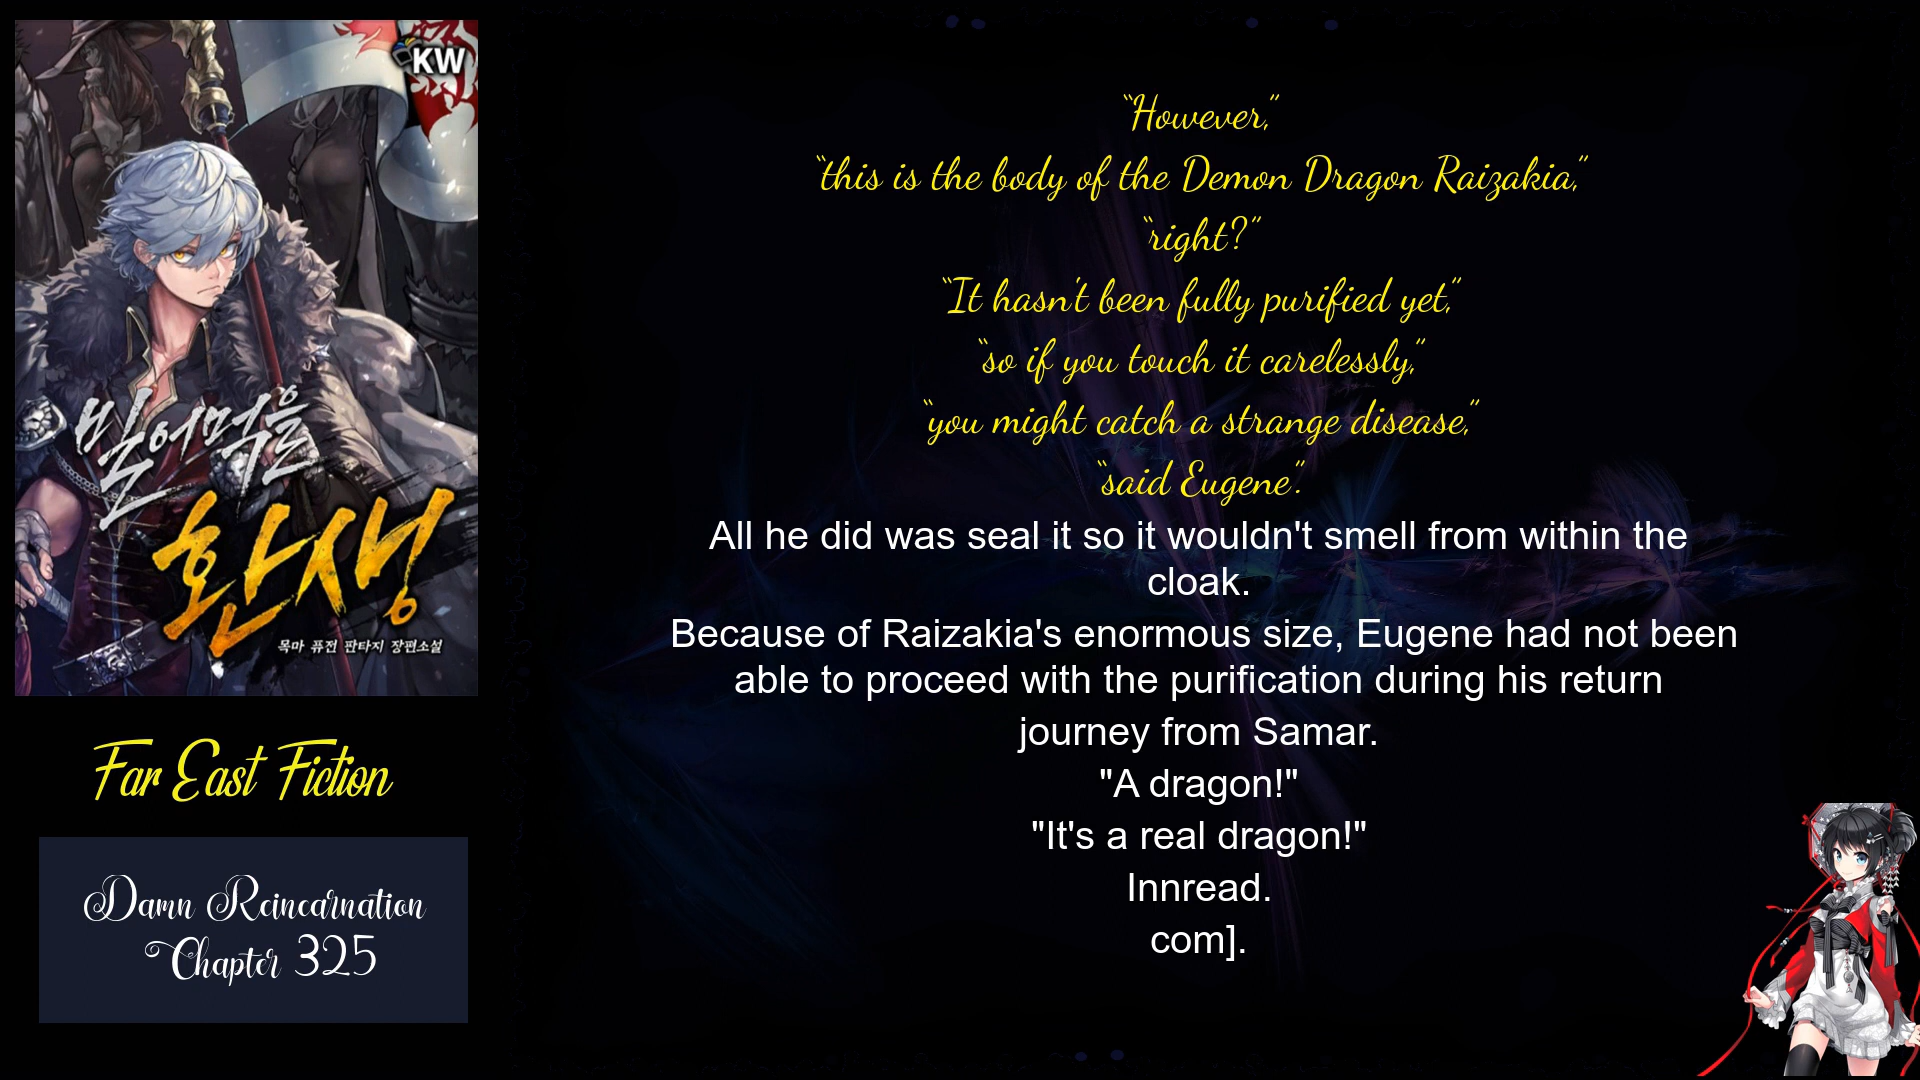 KW
빌어먹을
환생
목마 퓨전 판타지 장편소설
Far East Fiction
Damn Reincarnation
Chapter 325
“However,”
“this is the body of the Demon Dragon Raizakia,”
“right?”
“It hasn't been fully purified yet,”
“so if you touch it carelessly,”
“you might catch a strange disease,”
“said Eugene”.
All he did was seal it so it wouldn't smell from within the
cloak.
Because of Raizakia's enormous size, Eugene had not been
able to proceed with the purification during his return
journey from Samar.
"A dragon!"
"It's a real dragon!"
Innread.
com].